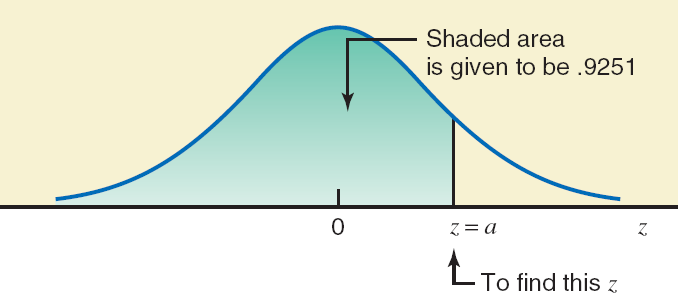 Shaded area
is given to be .9251
0
z = a
z
To find this z